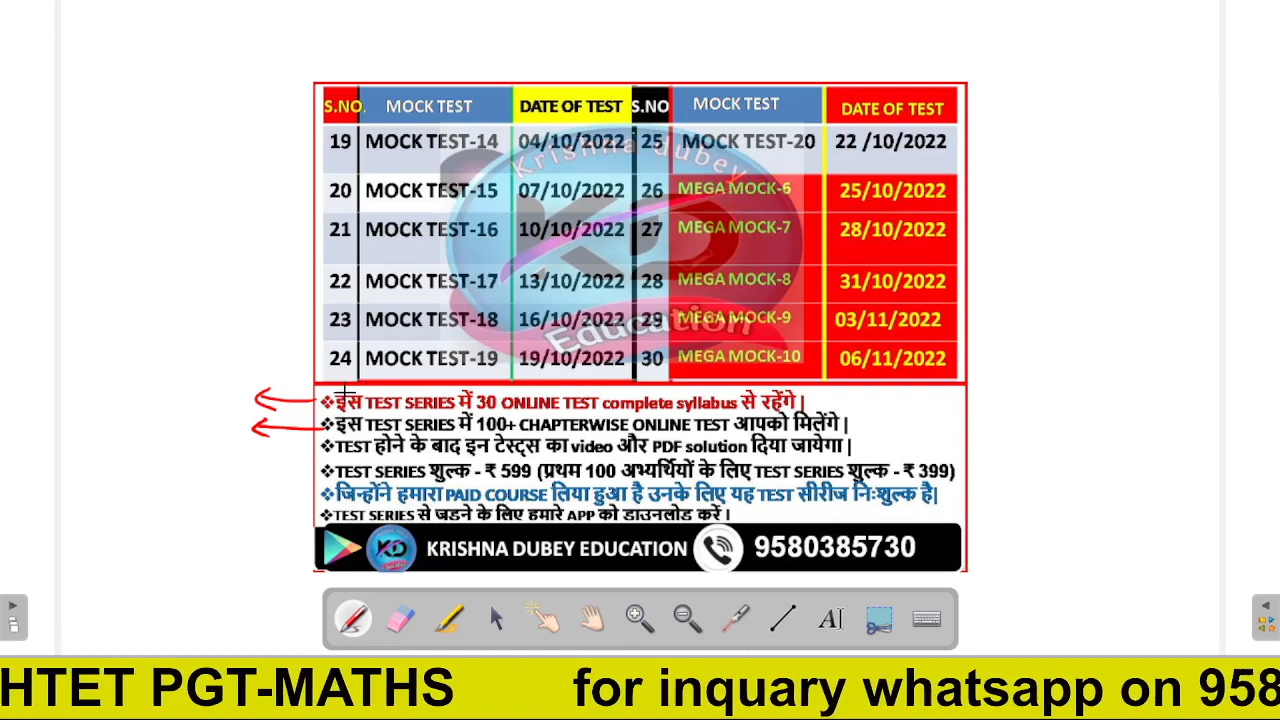 S.NO. MOCK TEST DATE OF TEST S.NO MOCK TEST DATE OF TEST
19 MOCK TEST-14 04/10/2022 25 MOCK TEST-20 22 /10/2022
20 MOCK TEST-15 07/10/2022 26 MEGA MOCK-6 25/10/2022
21 MOCK TEST-16 10/10/2022 27 MEGA MOCK-7 28/10/2022
22 MOCK TEST-17 13/10/2022 28 MEGA MOCK-8 31/10/2022
23 MOCK TEST-18 16/10/2022 29 MEGA MOCK-9 03/11/2022
24 MOCK TEST-19 19/10/2022 30 MEGA MOCK-10 06/11/2022
Krishna dubey
KD
Education
❖इस TEST SERIES में 30 ONLINE TEST complete syllabus से रहेंगे |
❖इस TEST SERIES में 100+ CHAPTERWISE ONLINE TEST आपको मिलेंगे |
❖TEST होने के बाद इन टेस्ट्स का video और PDF solution दिया जायेगा |
❖TEST SERIES शुल्क - ₹ 599 (प्रथम 100 अभ्यर्थियों के लिए TEST SERIES शुल्क - ₹ 399)
❖जिन्होंने हमारा PAID COURSE लिया हुआ है उनके लिए यह TEST सीरीज निःशुल्क है|
❖TEST SERIES से जुडने के लिए हमारे APP को डाउनलोड करें |
KD KRISHNA DUBEY EDUCATION 9580385730
AI
HTET PGT-MATHS for inquary whatsapp on 958